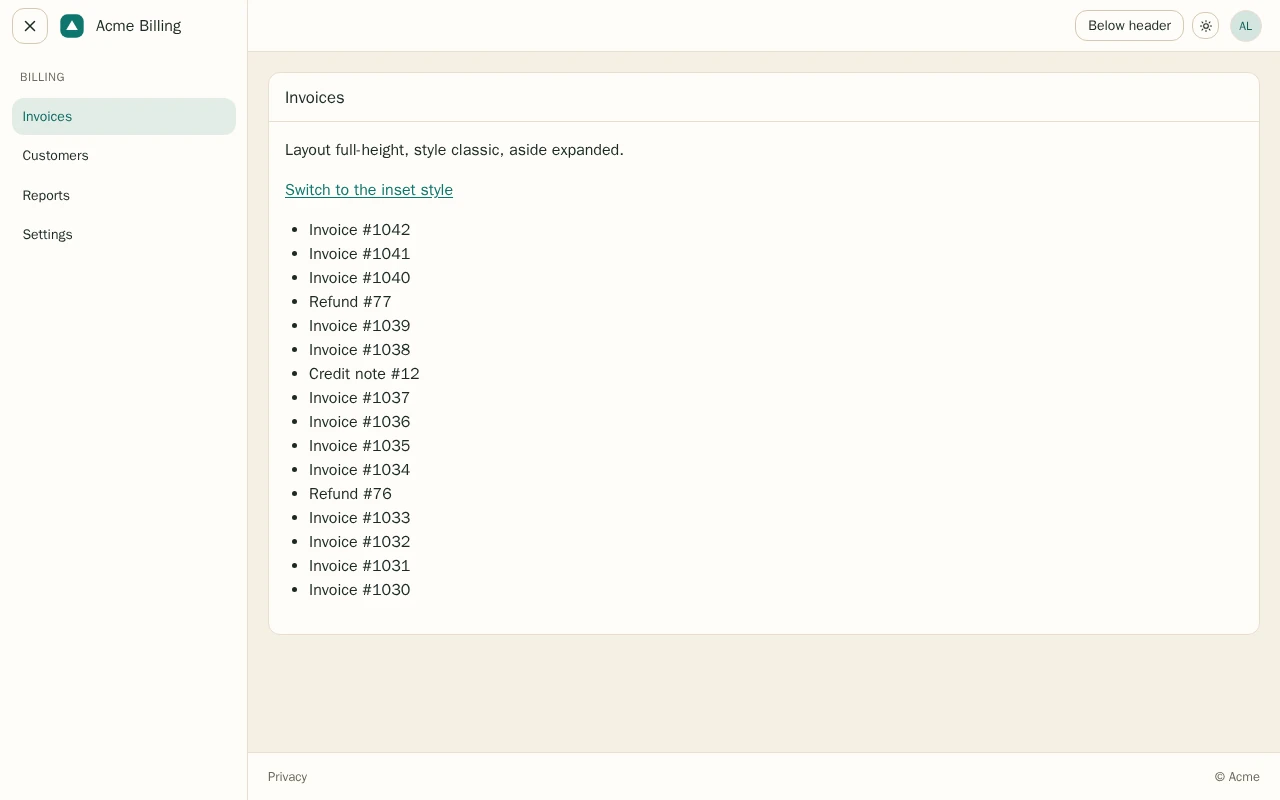 Acme Billing
Below header
AL
BILLING
Invoices
Customers
Reports
Settings
Invoices
Layout full-height, style classic, aside expanded.
Switch to the inset style
Invoice #1042
Invoice #1041
Invoice #1040
Refund #77
Invoice #1039
Invoice #1038
Credit note #12
Invoice #1037
Invoice #1036
Invoice #1035
Invoice #1034
Refund #76
Invoice #1033
Invoice #1032
Invoice #1031
Invoice #1030
Privacy
© Acme